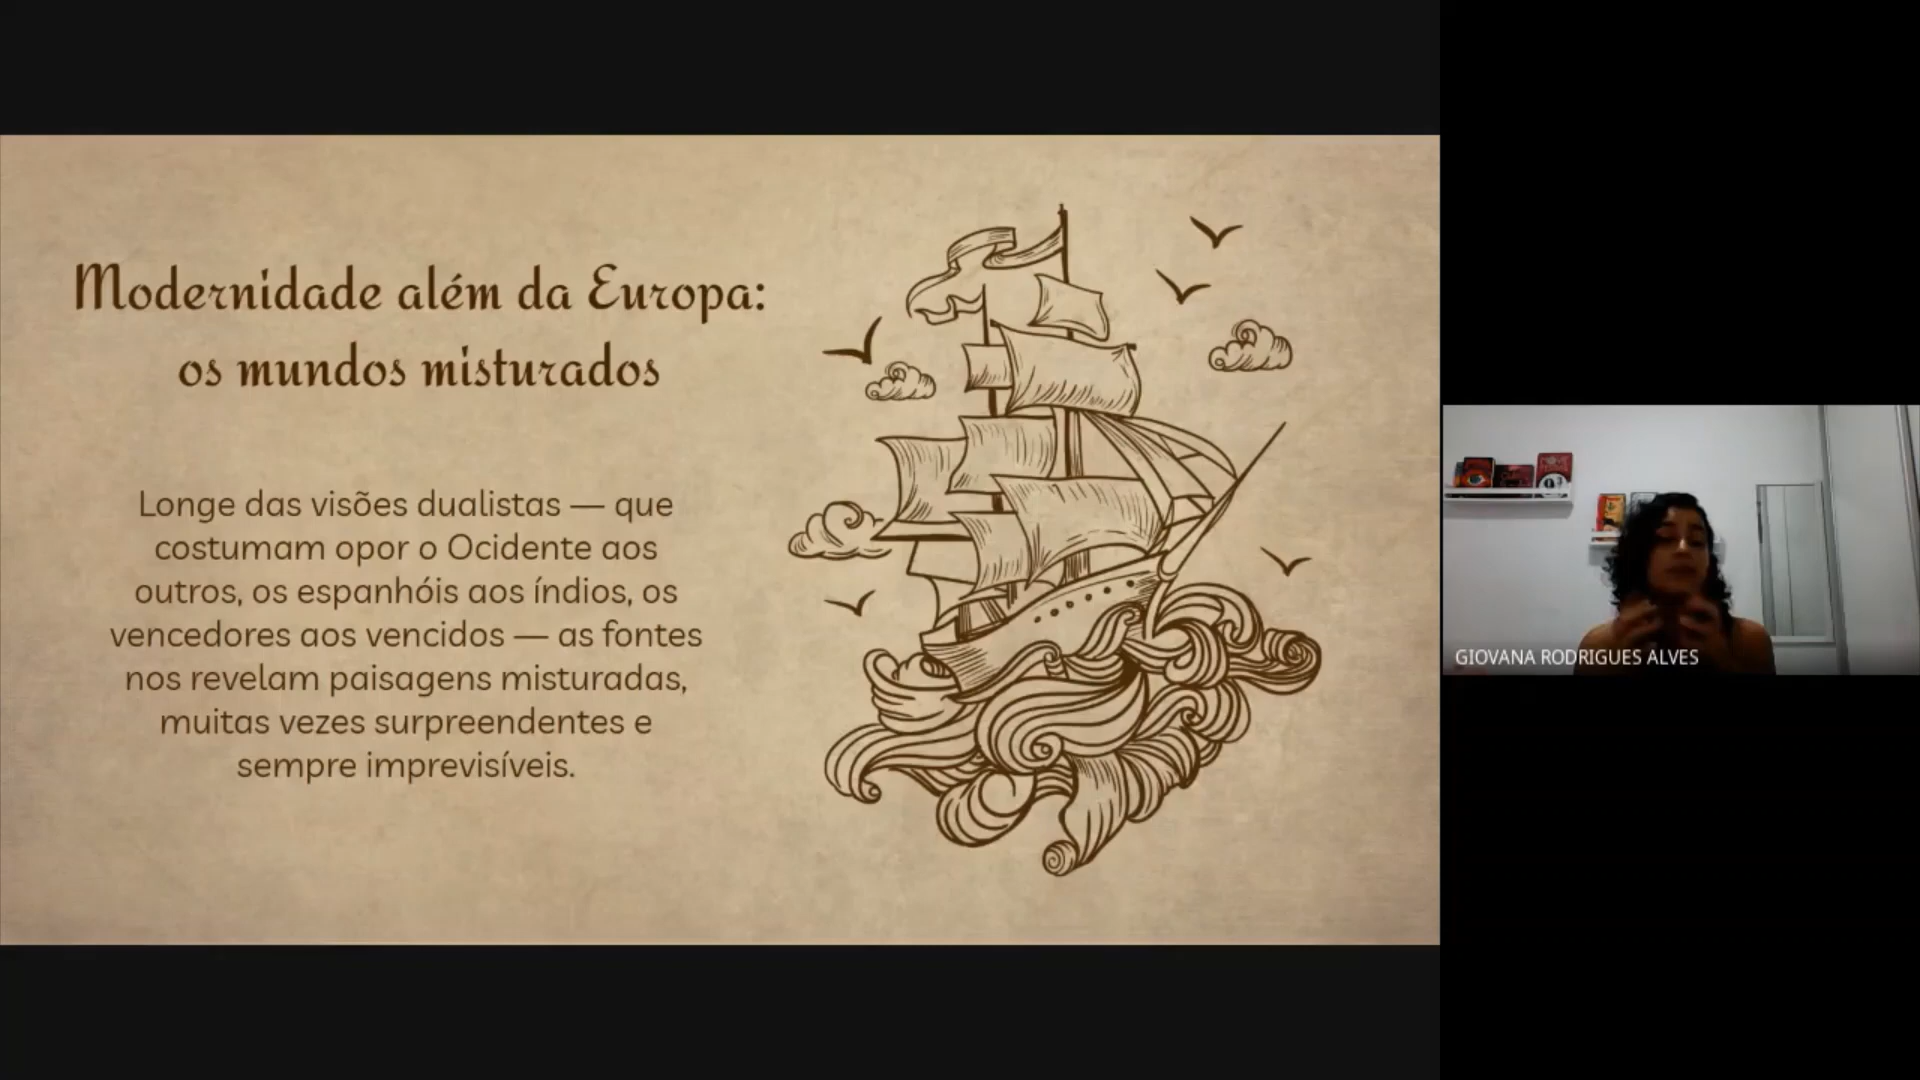 Modernidade além da Europa:
os mundos misturados
Longe das visões dualistas — que
costumam opor o Ocidente aos
outros, os espanhóis aos índios, os
vencedores aos vencidos — as fontes
nos revelam paisagens misturadas,
muitas vezes surpreendentes e
sempre imprevisíveis.
GIOVANA RODRIGUES ALVES